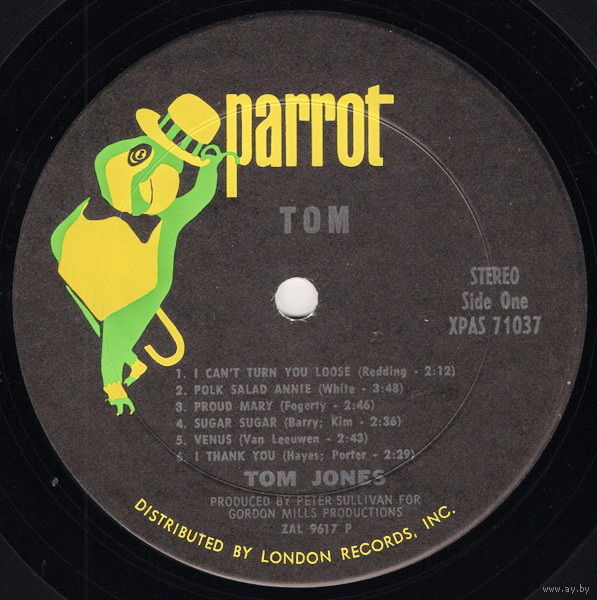 parrot
TOM
STEREO
Side One
XPAS 71037
1. I CAN'T TURN YOU LOOSE (Redding - 2:12)
2. POLK SALAD ANNIE (White - 3:48)
3. PROUD MARY (Fogerty - 2:46)
4. SUGAR SUGAR (Barry; Kim - 2:36)
5. VENUS (Van Leeuwen - 2:43)
6. I THANK YOU (Hayes; Porter - 2:29)
TOM JONES
PRODUCED BY PETER SULLIVAN FOR
GORDON MILLS PRODUCTIONS
ZAL 9617 P
DISTRIBUTED BY LONDON RECORDS, INC.
www.ay.by